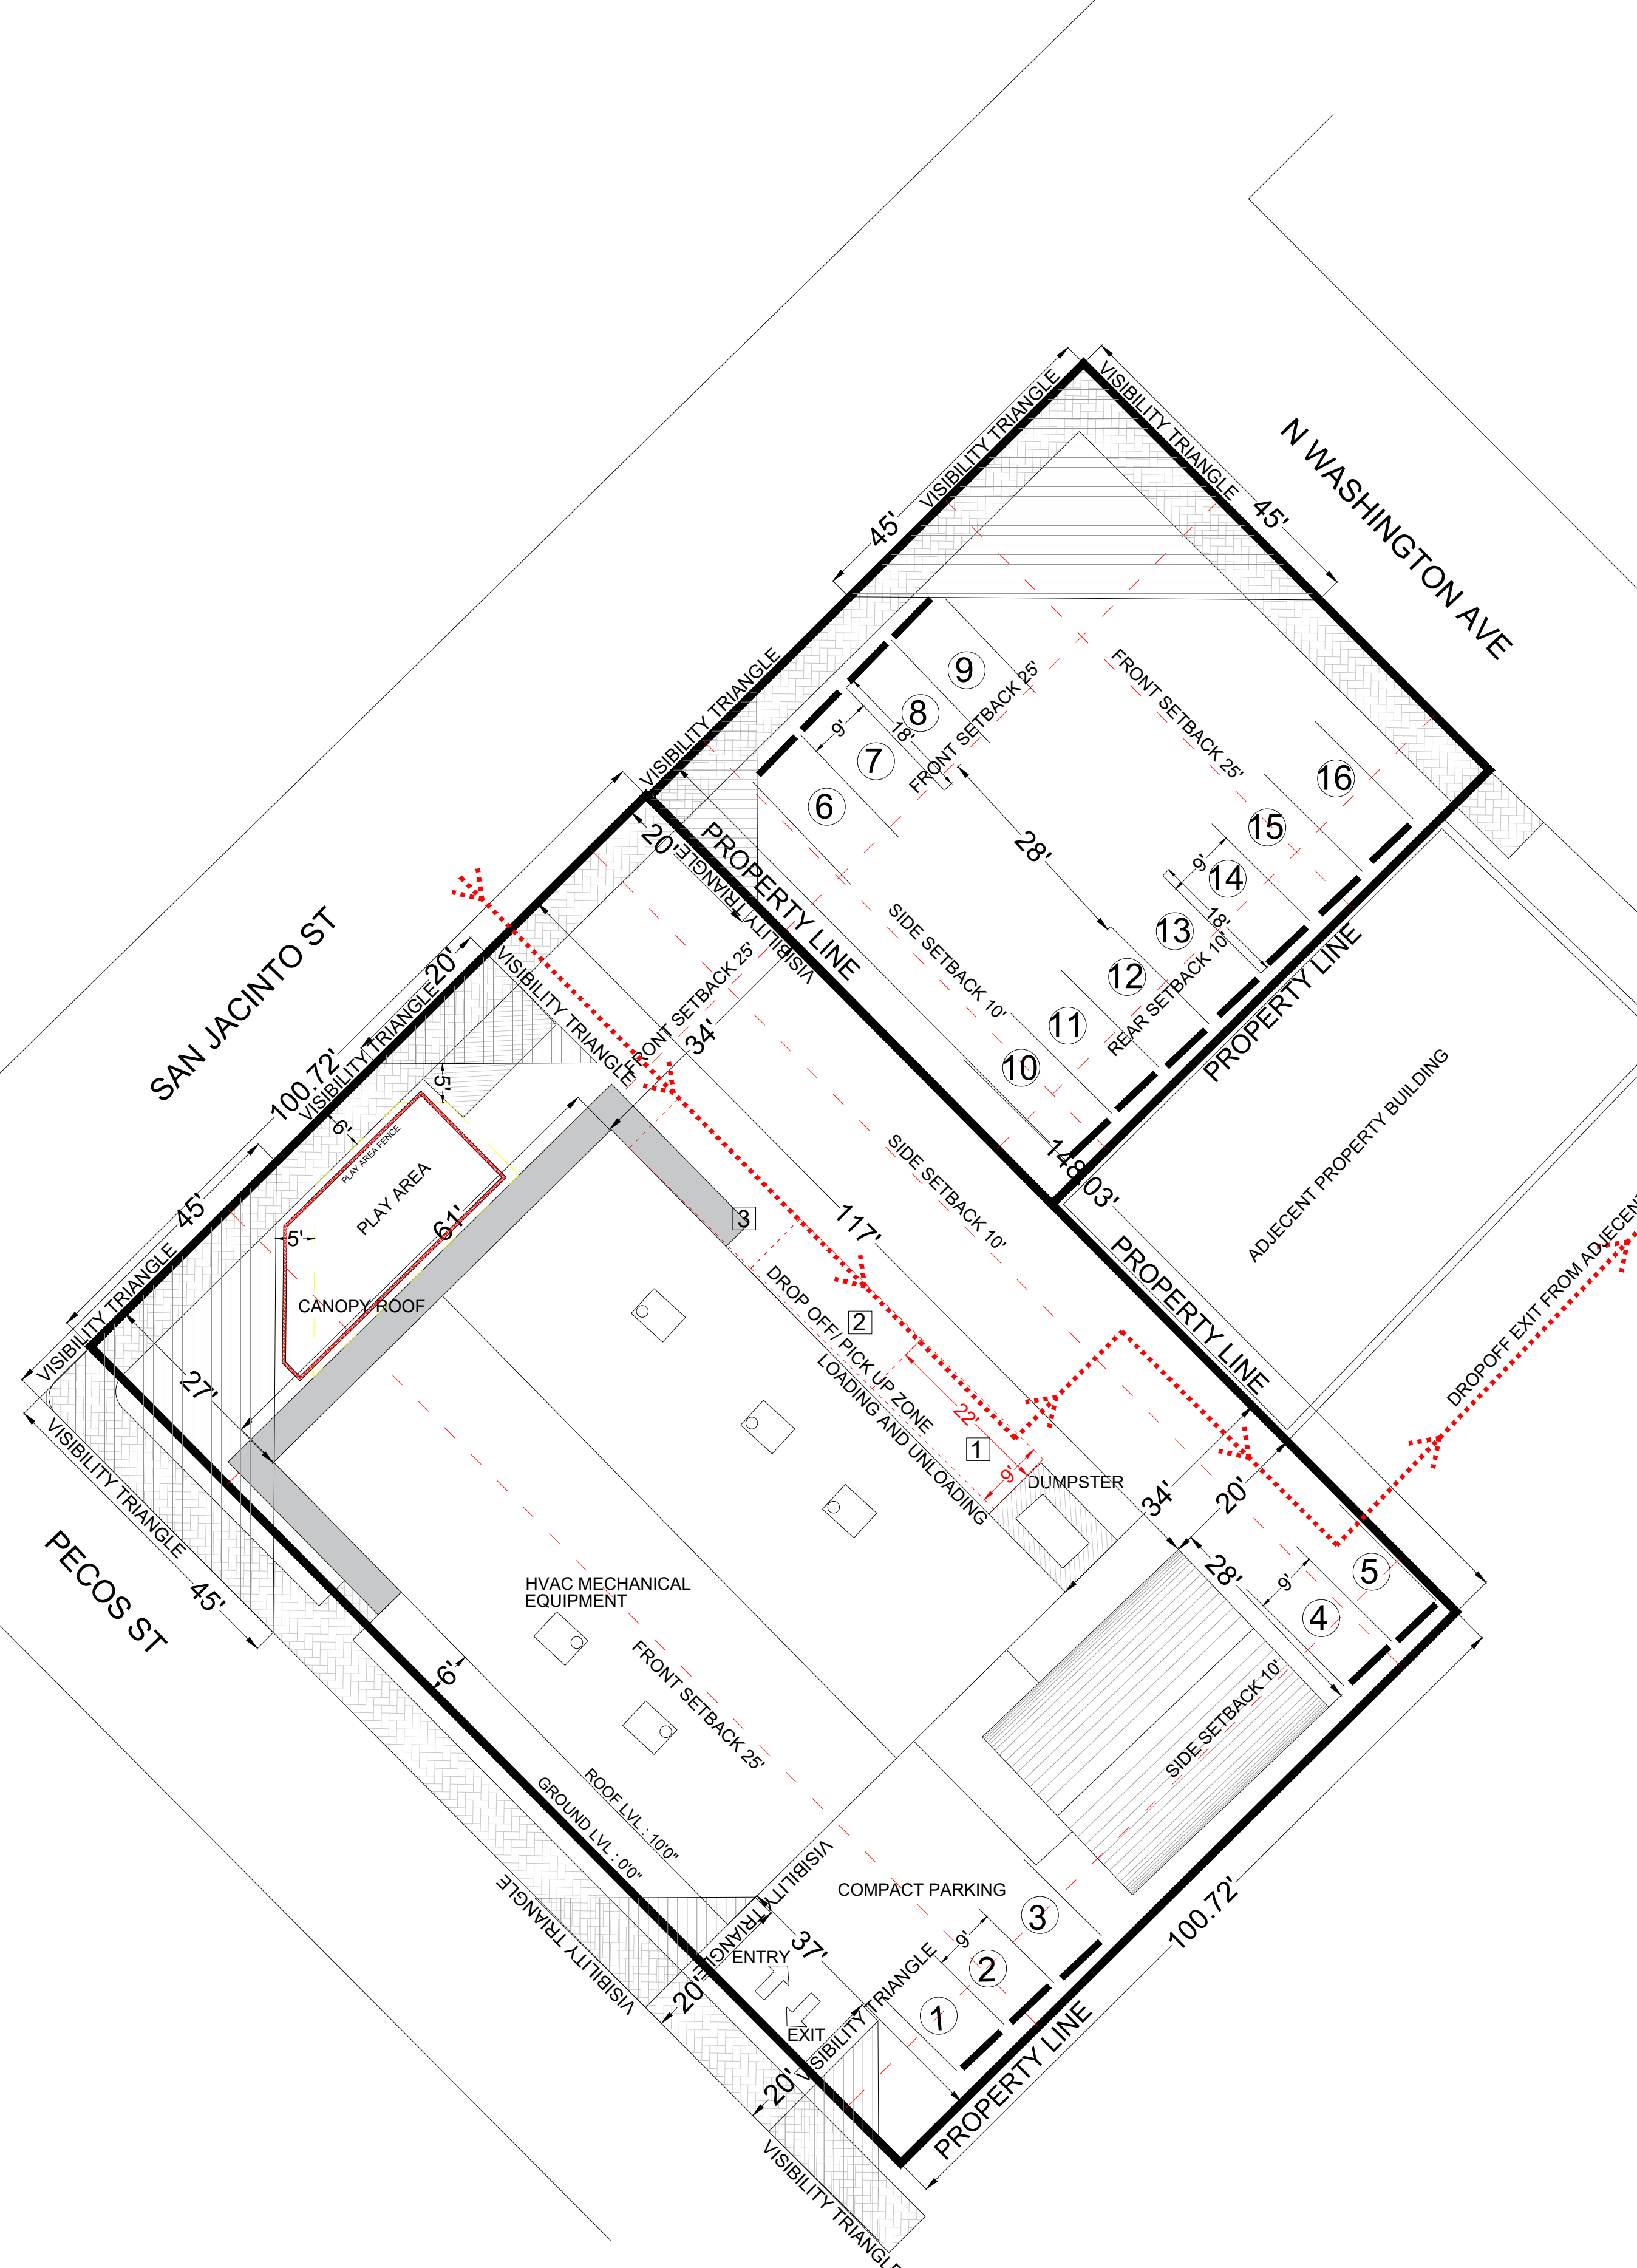 N WASHINGTON AVE
VISIBILITY TRIANGLE
VISIBILITY TRIANGLE
45'
45'
FRONT SETBACK 25'
FRONT SETBACK 25'
9
8
7
6
9'
18'
28'
16
15
14
13
12
11
10
9'
18'
REAR SETBACK 10'
PROPERTY LINE
SIDE SETBACK 10'
PROPERTY LINE
VISIBILITY TRIANGLE
VISIBILITY TRIANGLE
20'
VISIBILITY TRIANGLE
SAN JACINTO ST
100.72'
20'
VISIBILITY TRIANGLE
VISIBILITY TRIANGLE
FRONT SETBACK 25'
34'
SIDE SETBACK 10'
117'
148.03'
PROPERTY LINE
ADJECENT PROPERTY BUILDING
DROPOFF EXIT FROM ADJECENT
5'
6'
PLAY AREA FENCE
PLAY AREA
61'
5'
CANOPY ROOF
45'
VISIBILITY TRIANGLE
VISIBILITY TRIANGLE
27'
VISIBILITY TRIANGLE
45'
PECOS ST
3
2
1
DROP OFF/ PICK UP ZONE
LOADING AND UNLOADING
22'
9'
DUMPSTER
34'
20'
28'
9'
5
4
SIDE SETBACK 10'
HVAC MECHANICAL
EQUIPMENT
FRONT SETBACK 25'
6'
ROOF LVL : 10'0"
GROUND LVL : 0'0"
VISIBILITY TRIANGLE
VISIBILITY TRIANGLE
COMPACT PARKING
3
2
1
9'
37'
ENTRY
EXIT
20'
20'
VISIBILITY TRIANGLE
VISIBILITY TRIANGLE
PROPERTY LINE
100.72'